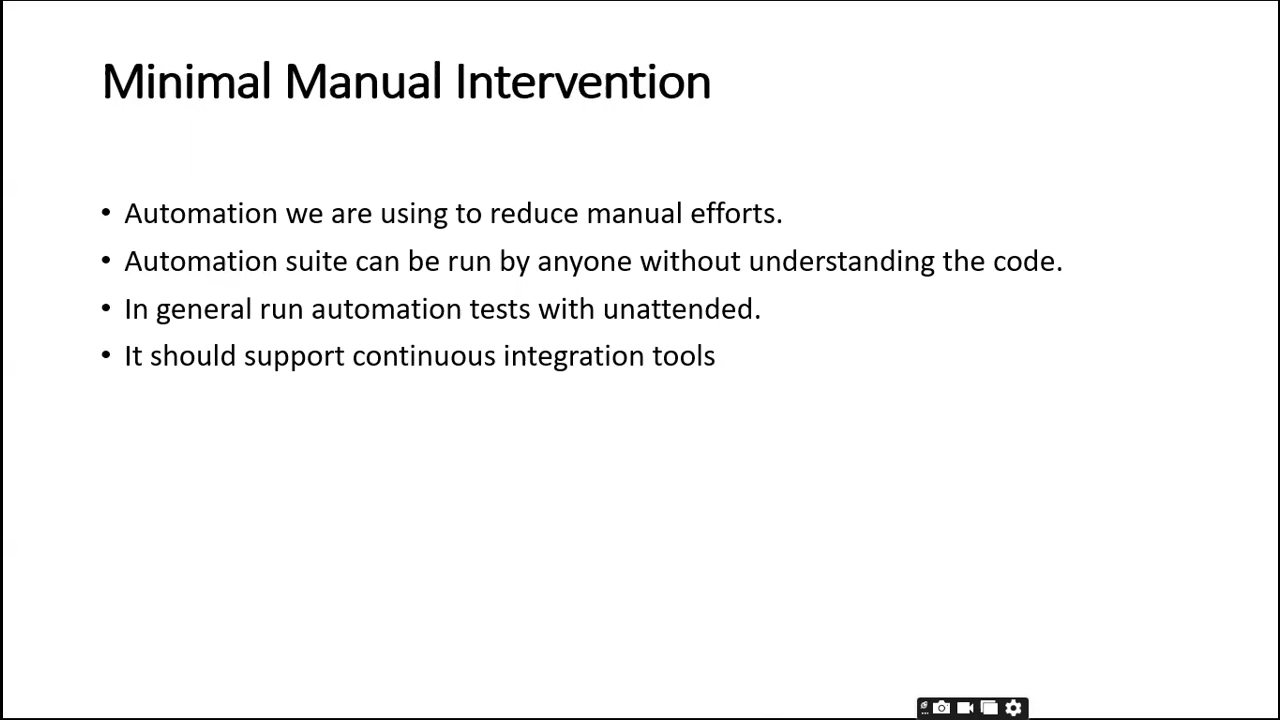 Minimal Manual Intervention
• Automation we are using to reduce manual efforts.
• Automation suite can be run by anyone without understanding the code.
• In general run automation tests with unattended.
• It should support continuous integration tools